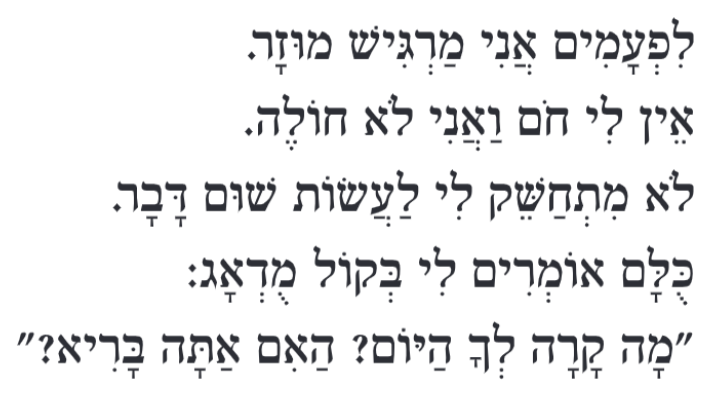 לִפְעָמִים אֲנִי מַרְגִּישׁ מוּזָר.
אֵין לִי חֹם וַאֲנִי לֹא חוֹלֶה.
לֹא מִתְחַשֵּׁק לִי לַעֲשׂוֹת שׁוּם דָּבָר.
כֻּלָּם אוֹמְרִים לִי בְּקוֹל מֻדְאָג:
"מָה קָרָה לְךָ הַיּוֹם? הַאִם אַתָּה בָּרִיא?"